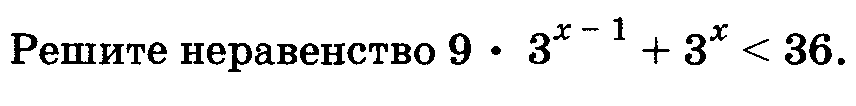 Решите неравенство 9 · 3^{x – 1} + 3^x < 36.